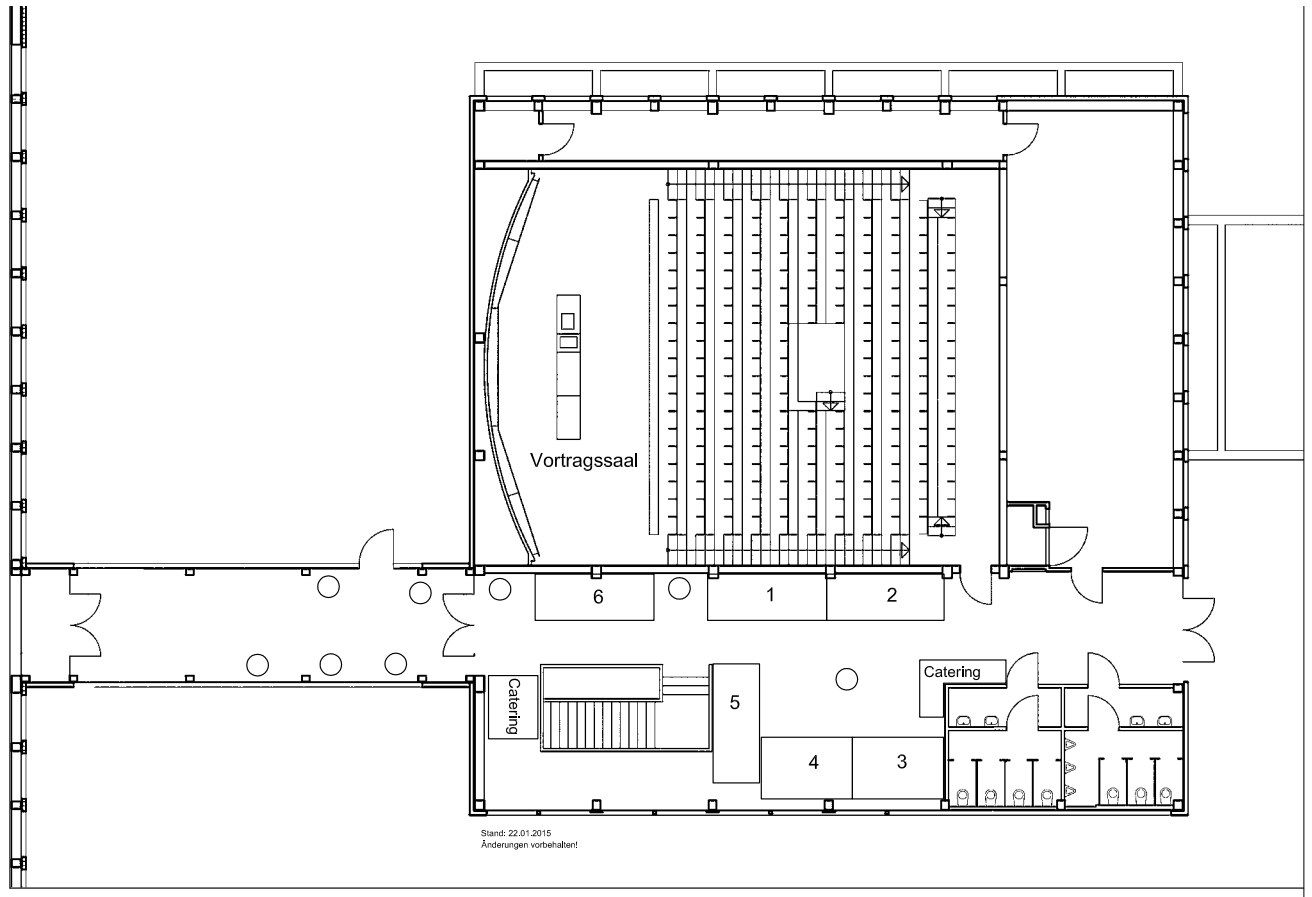 Vortragssaal
6
1
2
Catering
Catering
5
4
3
Stand: 22.01.2015
Änderungen vorbehalten!